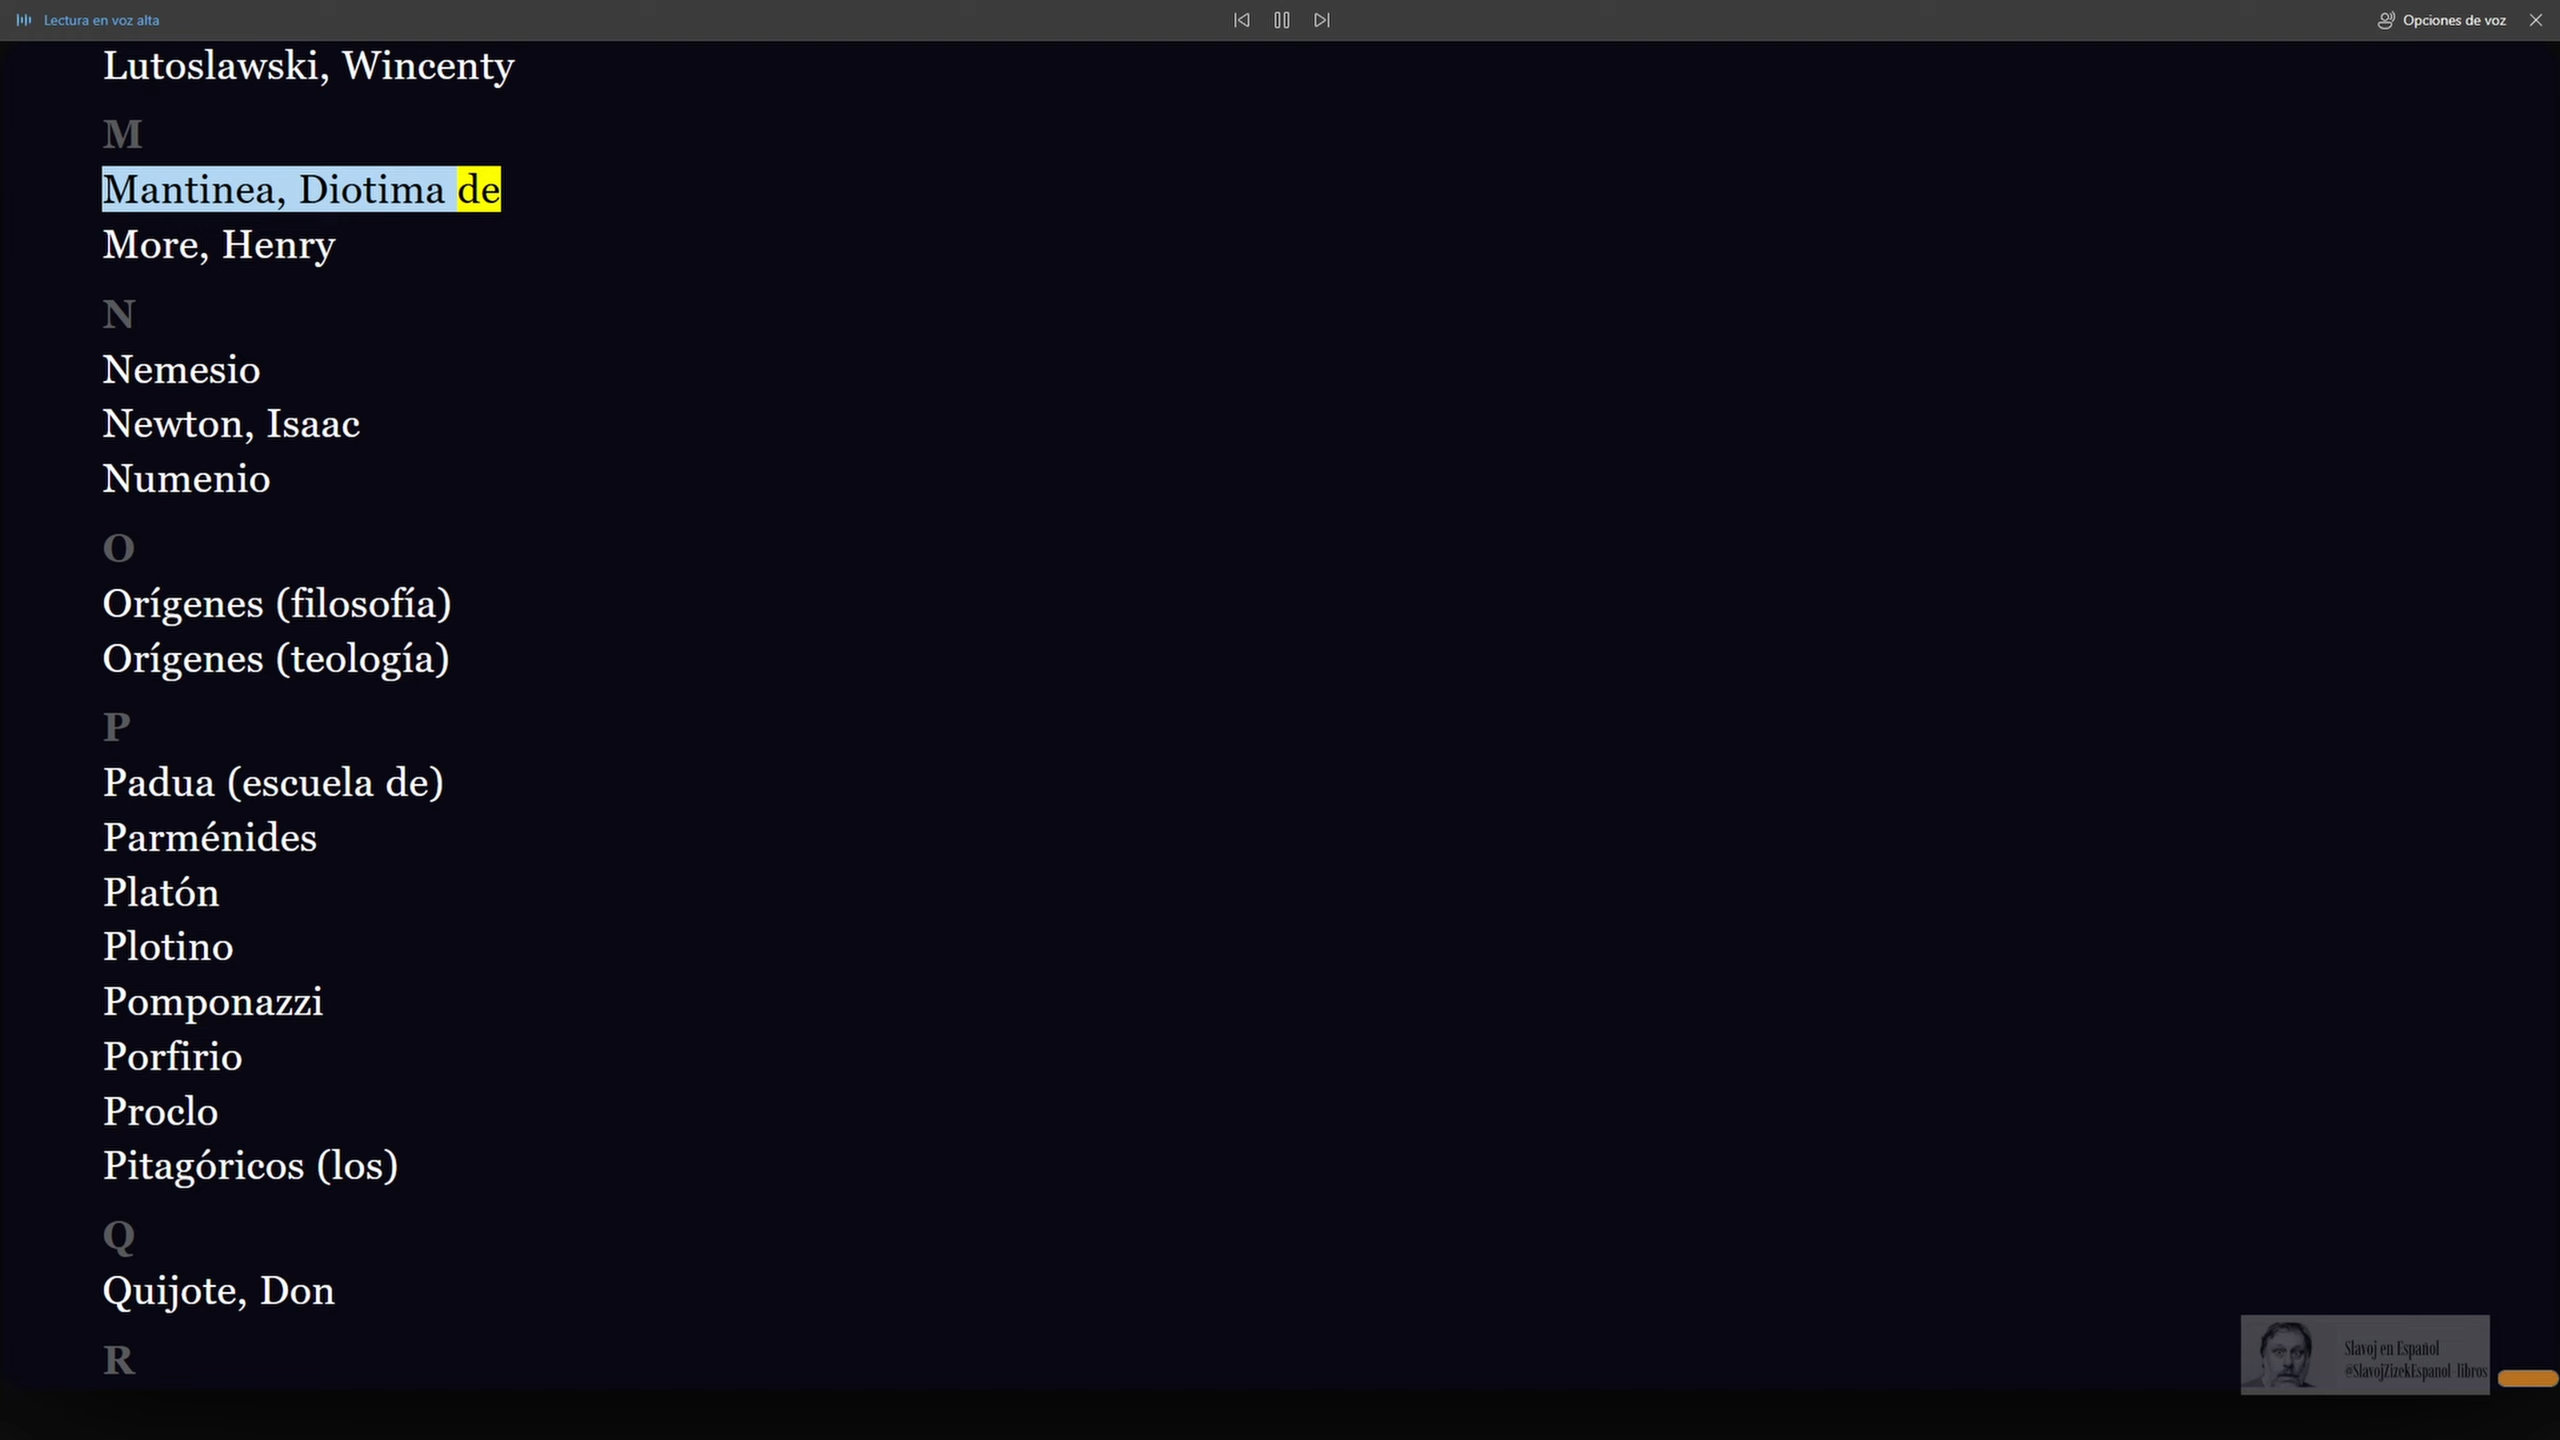 Lectura en voz alta
Opciones de voz
Lutoslawski, Wincenty
M
Mantinea, Diotima de
More, Henry
N
Nemesio
Newton, Isaac
Numenio
O
Orígenes (filosofía)
Orígenes (teología)
P
Padua (escuela de)
Parménides
Platón
Plotino
Pomponazzi
Porfirio
Proclo
Pitagóricos (los)
Q
Quijote, Don
R
Slavoj en Español
@SlavojZizekEspanol-libros